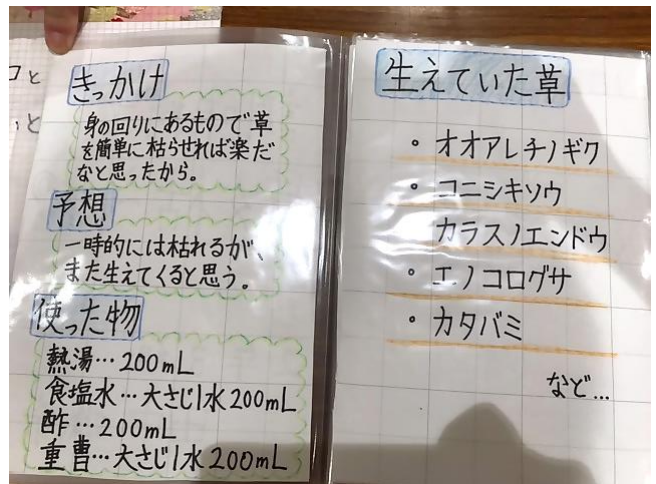 コと
いと
きっかけ
身の回りにあるもので草
を簡単に枯らせれば楽だ
なと思ったから。
予想
一時的には枯れるが、
また生えてくると思う。
使った物
熱湯…200mL
食塩水…大さじ1水200mL
酢…200mL
重曹…大さじ1水200mL
生えていた草
・オオアレチノギク
・コニシキソウ
カラスノエンドウ
・エノコログサ
・カタバミ
など…